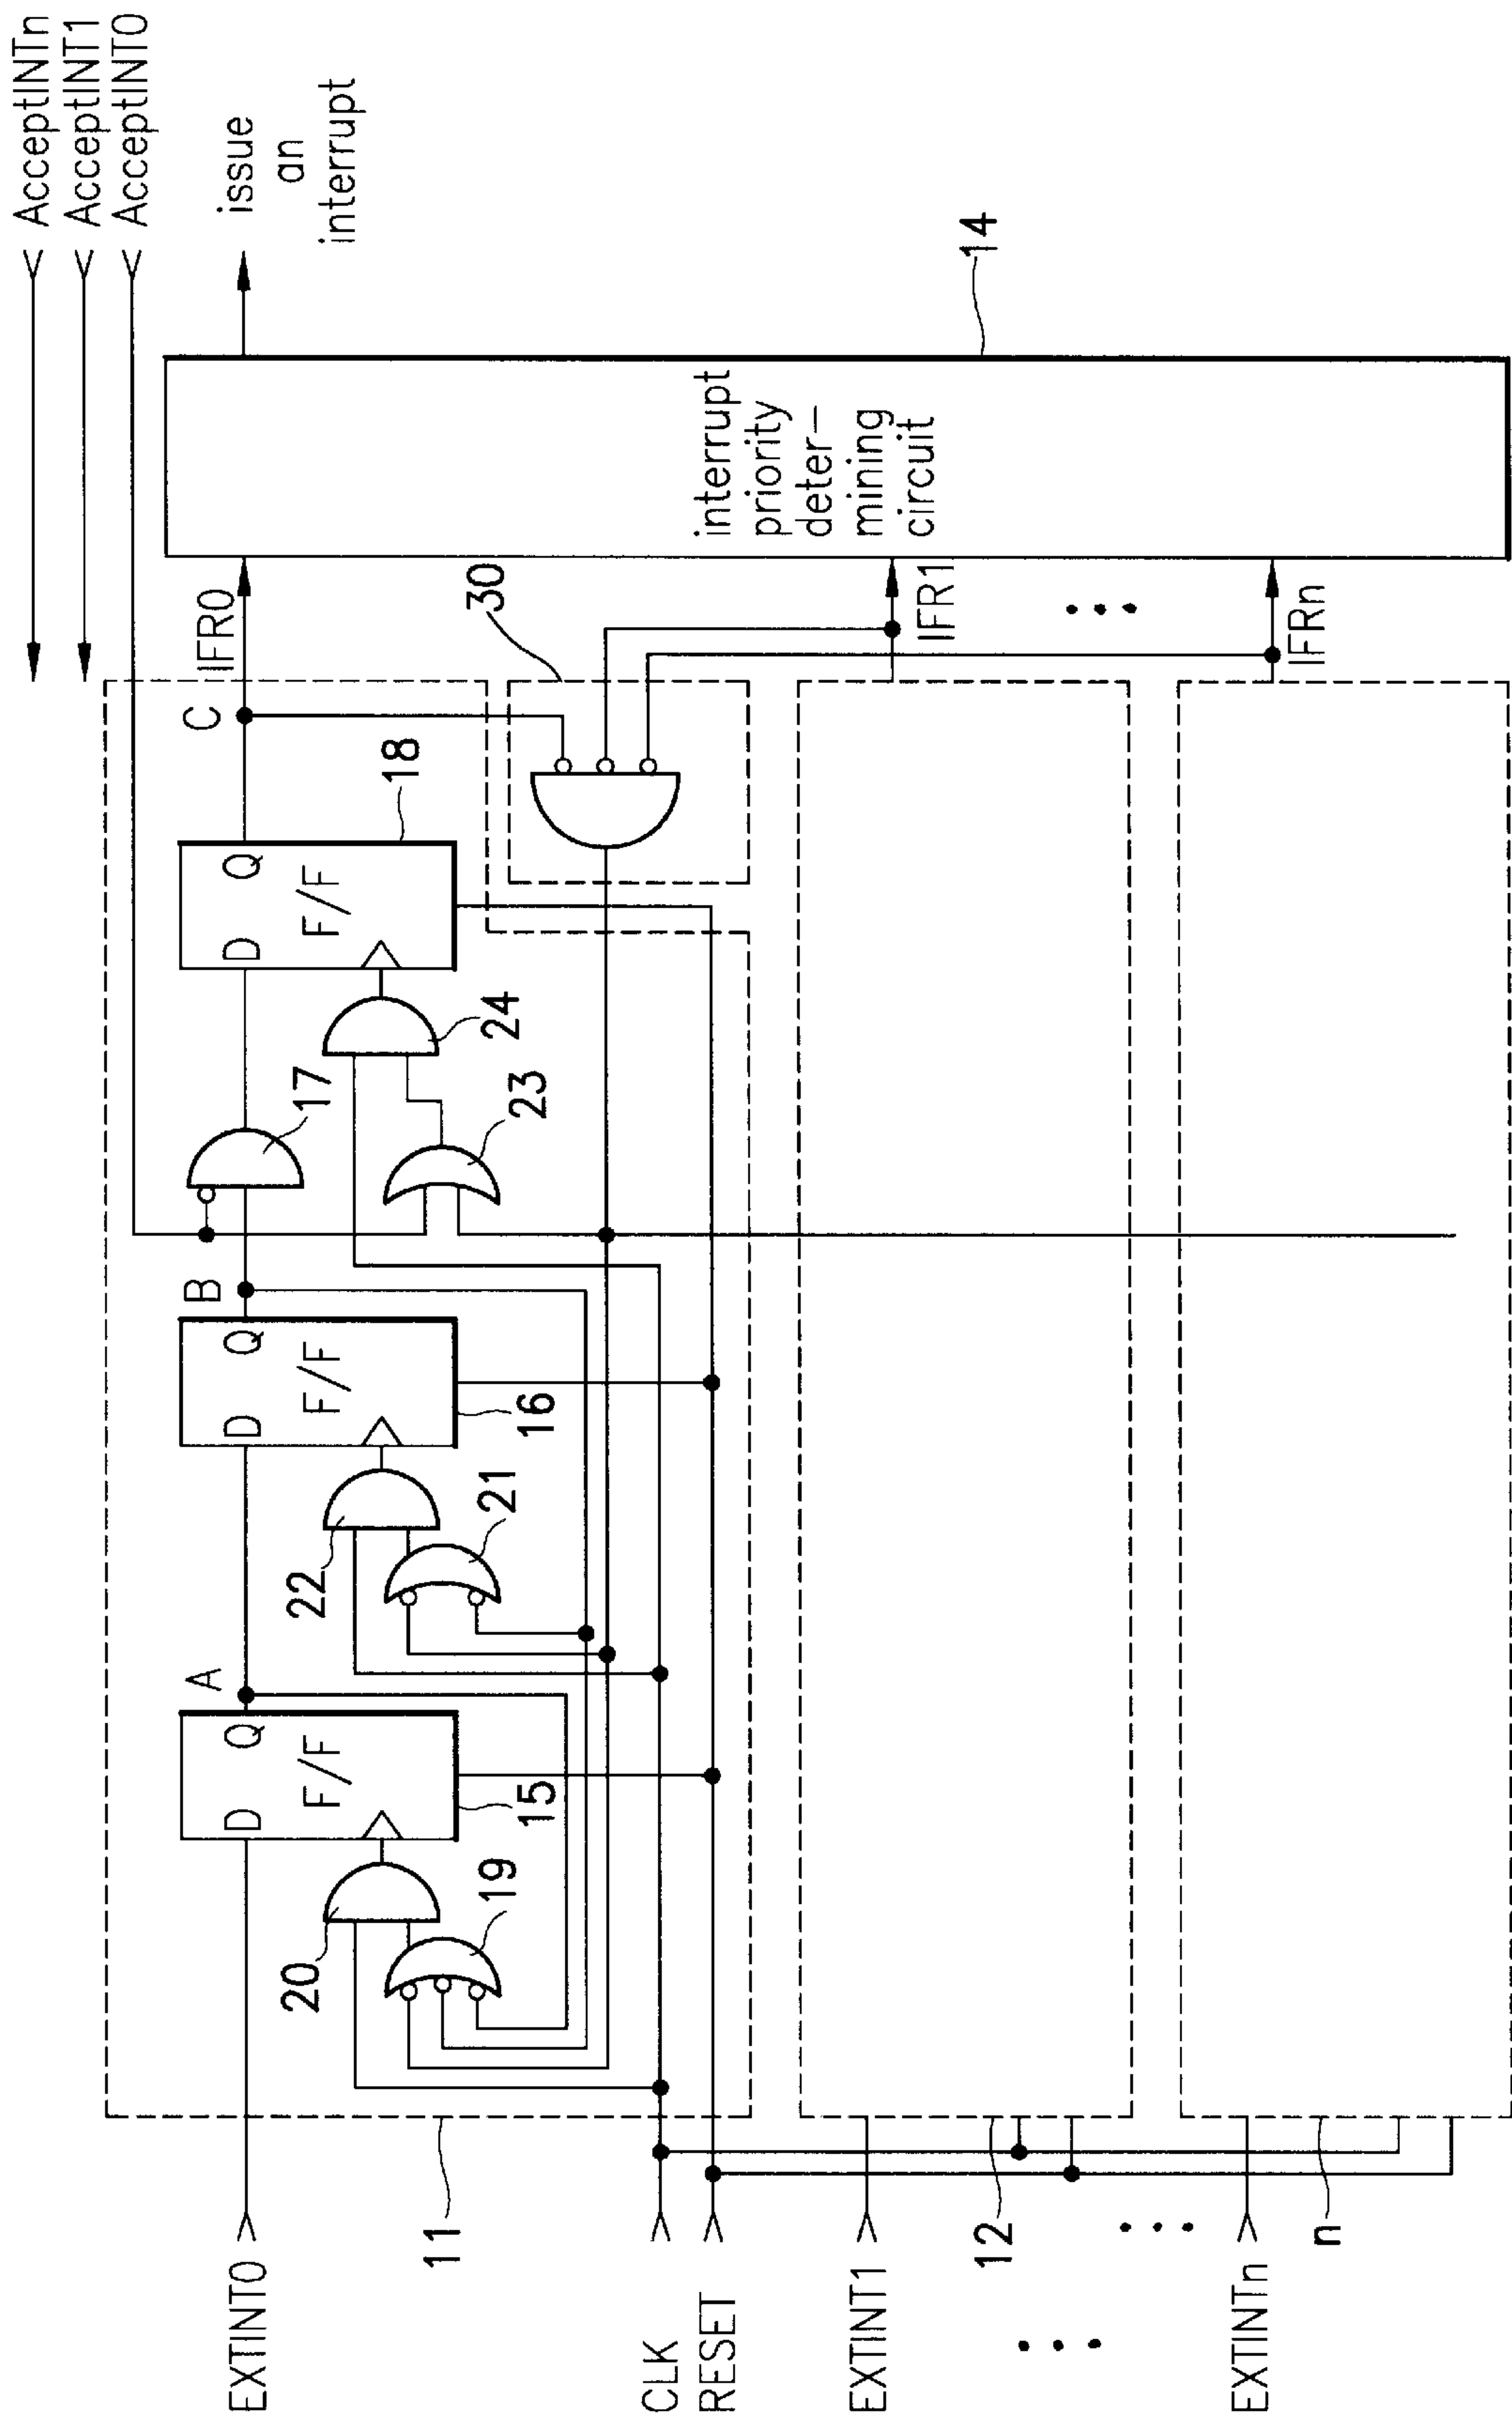 AcceptINTn
AcceptINT1
AcceptINT0
issue
an
interrupt
C
IFR0
B
A
D
Q
F/F
15
D
Q
F/F
16
D
Q
F/F
18
17
20
19
22
21
24
23
30
interrupt
priority
deter-
mining
circuit
14
IFR1
IFRn
EXTINT0
11
CLK
RESET
EXTINT1
12
EXTINTn
n